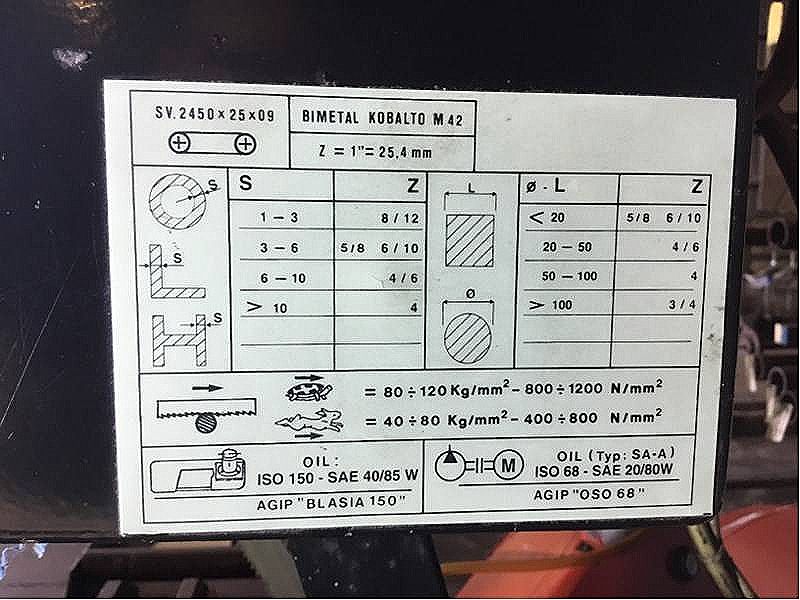 SV.2450×25×09
BIMETAL KOBALTO M 42
Z = 1"= 25,4 mm
S Z
1 – 3 8 / 12
3 – 6 5/8 6 / 10
6 – 10 4 / 6
> 10 4
S
S
S
L
Ø
Ø - L Z
< 20 5/8 6 / 10
20 – 50 4 / 6
50 – 100 4
> 100 3 / 4
= 80 ÷ 120 Kg/mm² – 800 ÷ 1200 N/mm²
= 40 ÷ 80 Kg/mm² – 400 ÷ 800 N/mm²
OIL :
ISO 150 - SAE 40/85 W
AGIP "BLASIA 150"
M
OIL (Typ: SA-A)
ISO 68 - SAE 20/80W
AGIP "OSO 68"